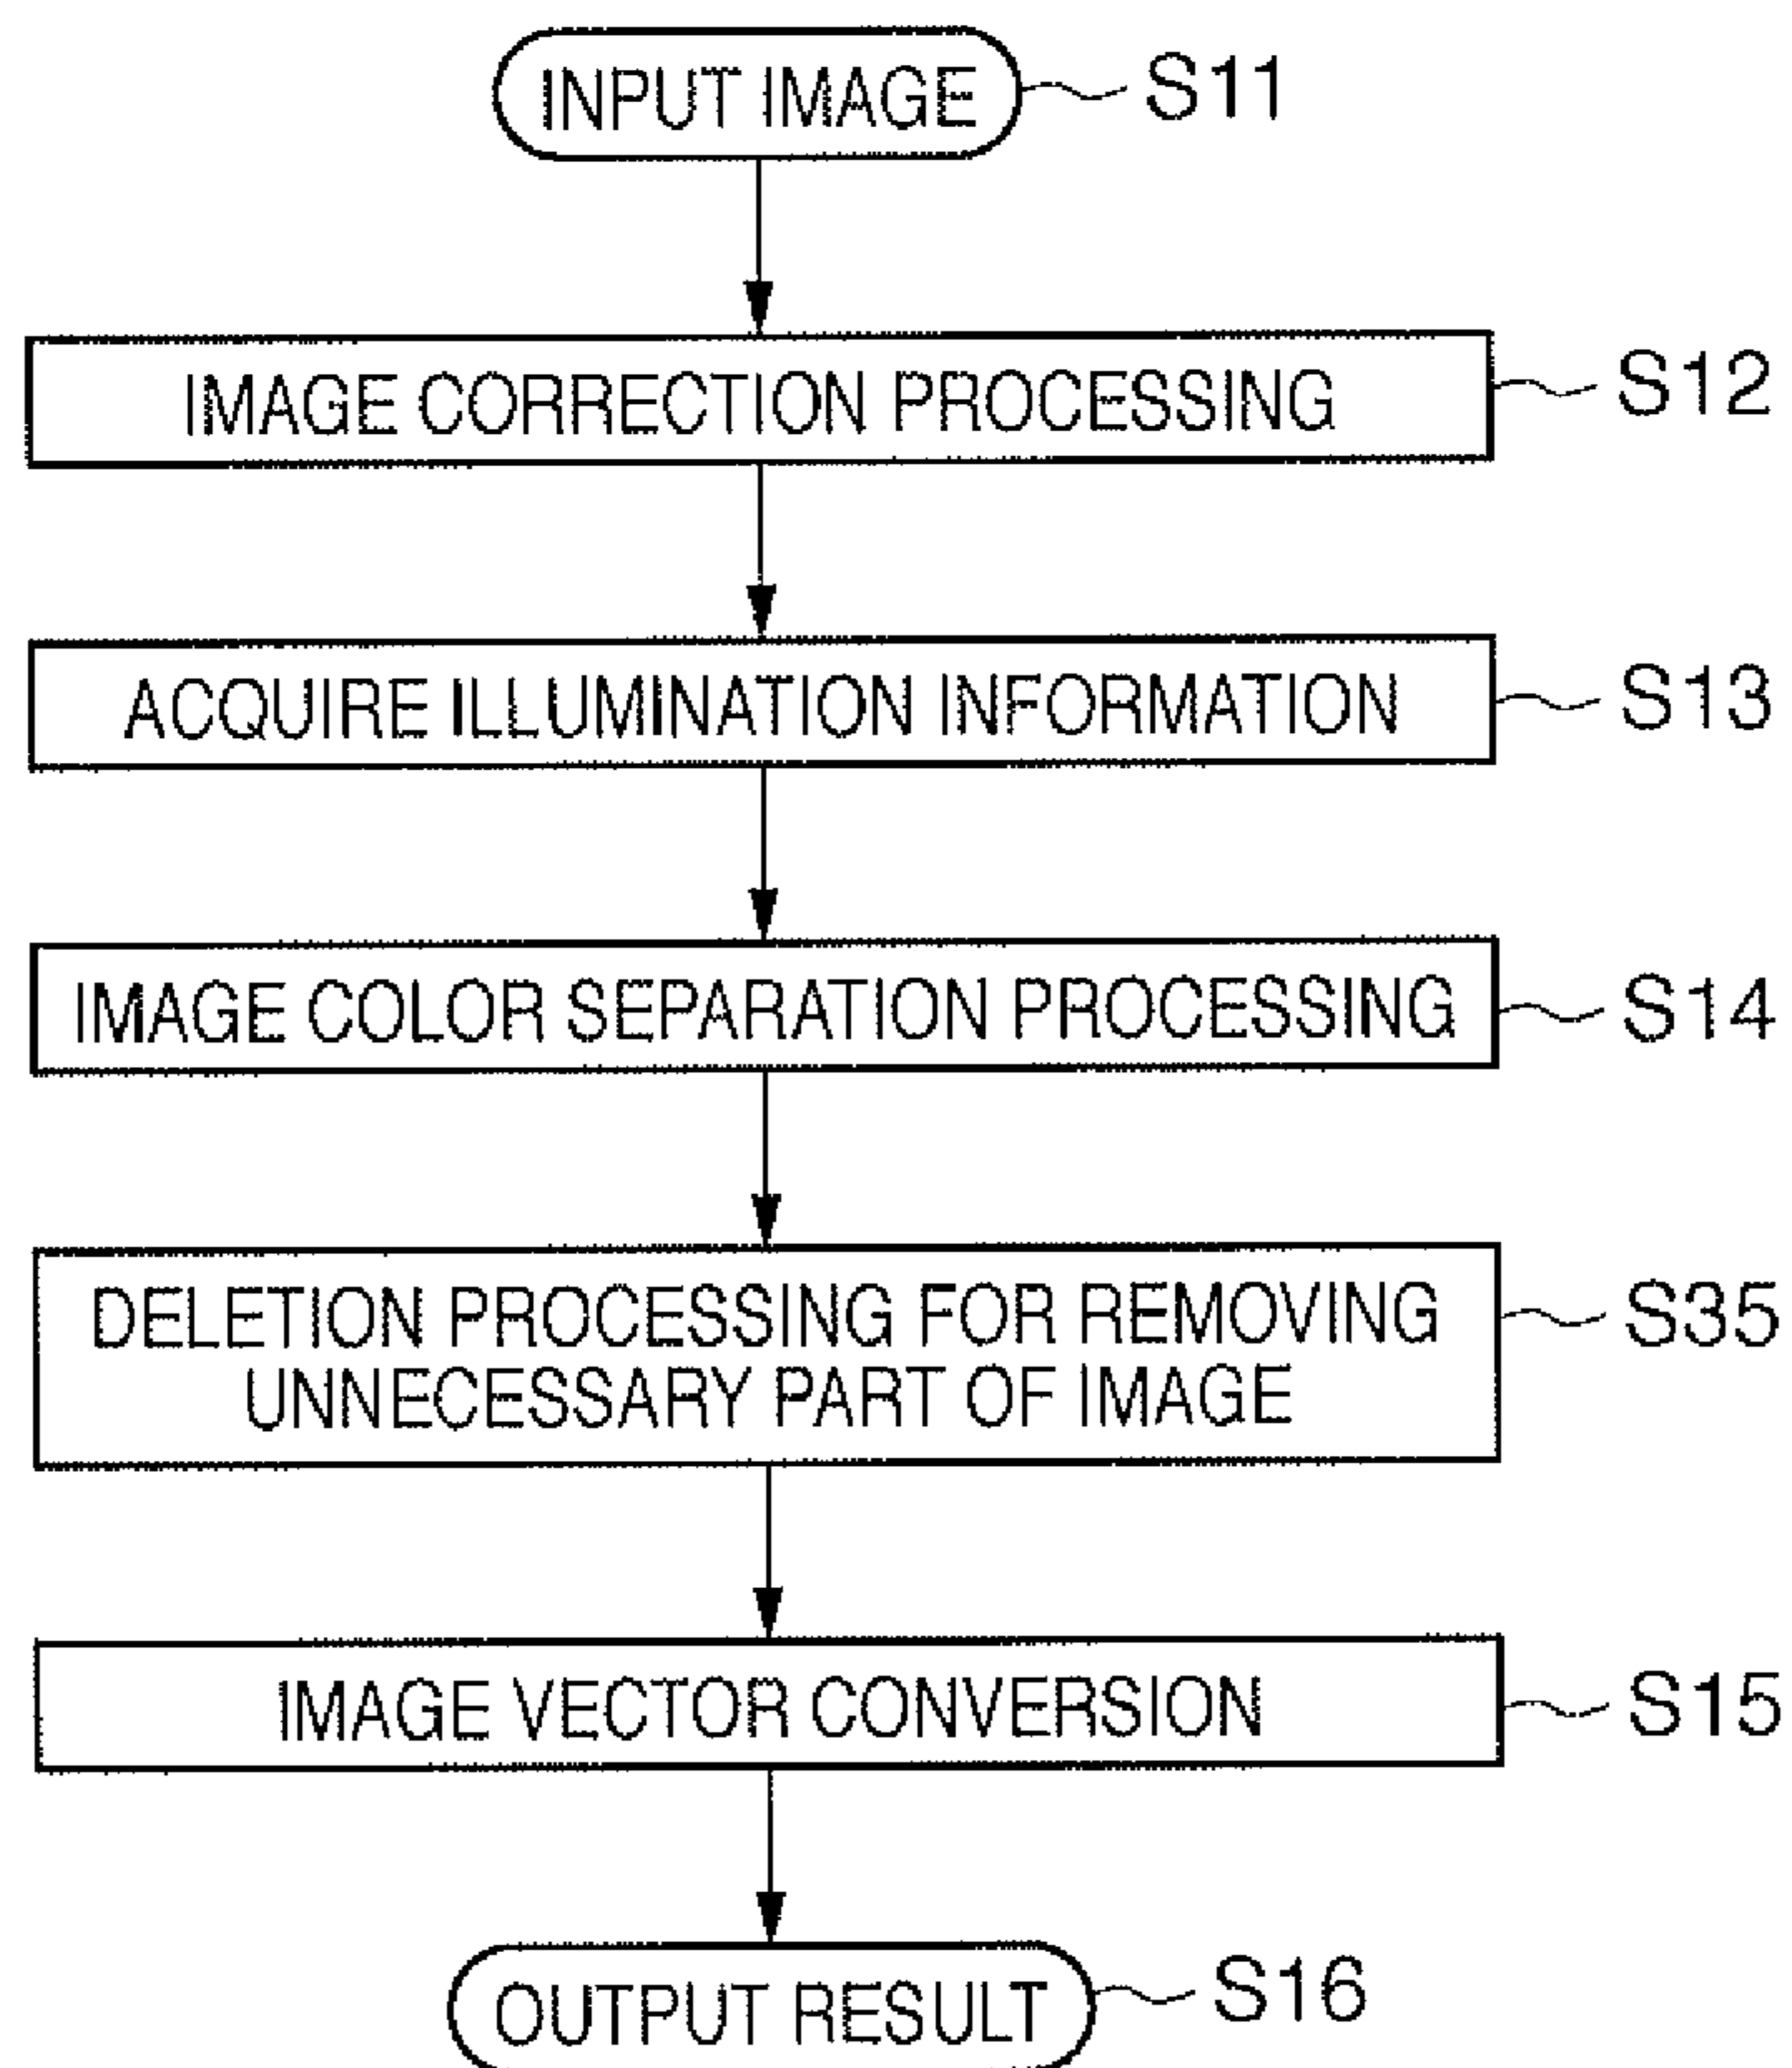 INPUT IMAGE S11
IMAGE CORRECTION PROCESSING S12
ACQUIRE ILLUMINATION INFORMATION S13
IMAGE COLOR SEPARATION PROCESSING S14
DELETION PROCESSING FOR REMOVING S35
UNNECESSARY PART OF IMAGE
IMAGE VECTOR CONVERSION S15
OUTPUT RESULT S16